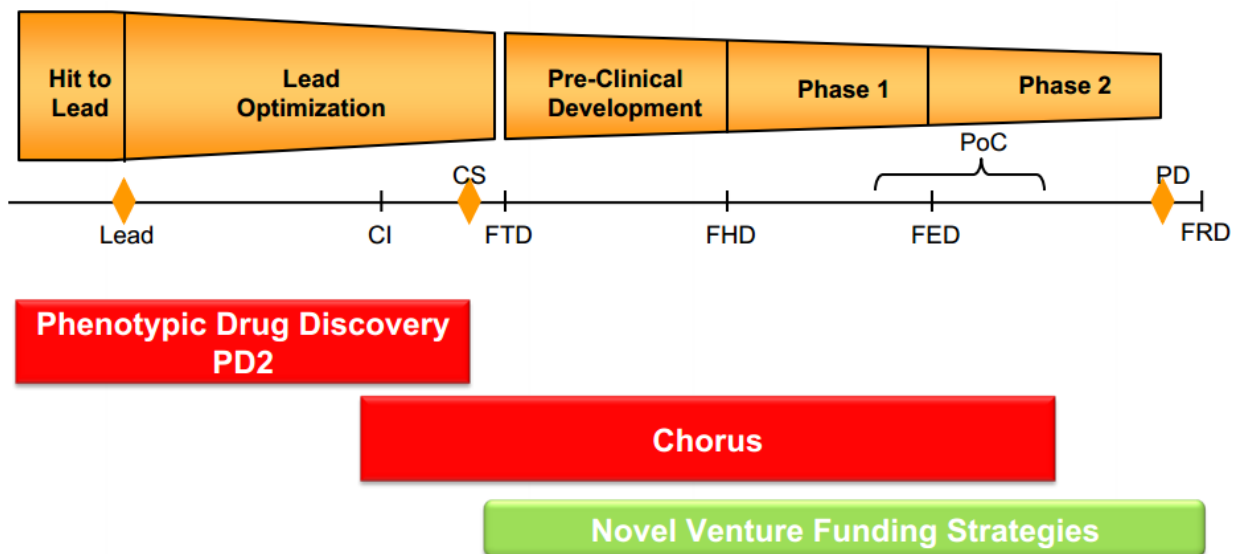 Hit to
Lead
Lead
Optimization
Pre-Clinical
Development
Phase 1
Phase 2
PoC
CS
PD
Lead
CI
FTD
FHD
FED
FRD
Phenotypic Drug Discovery
PD2
Chorus
Novel Venture Funding Strategies